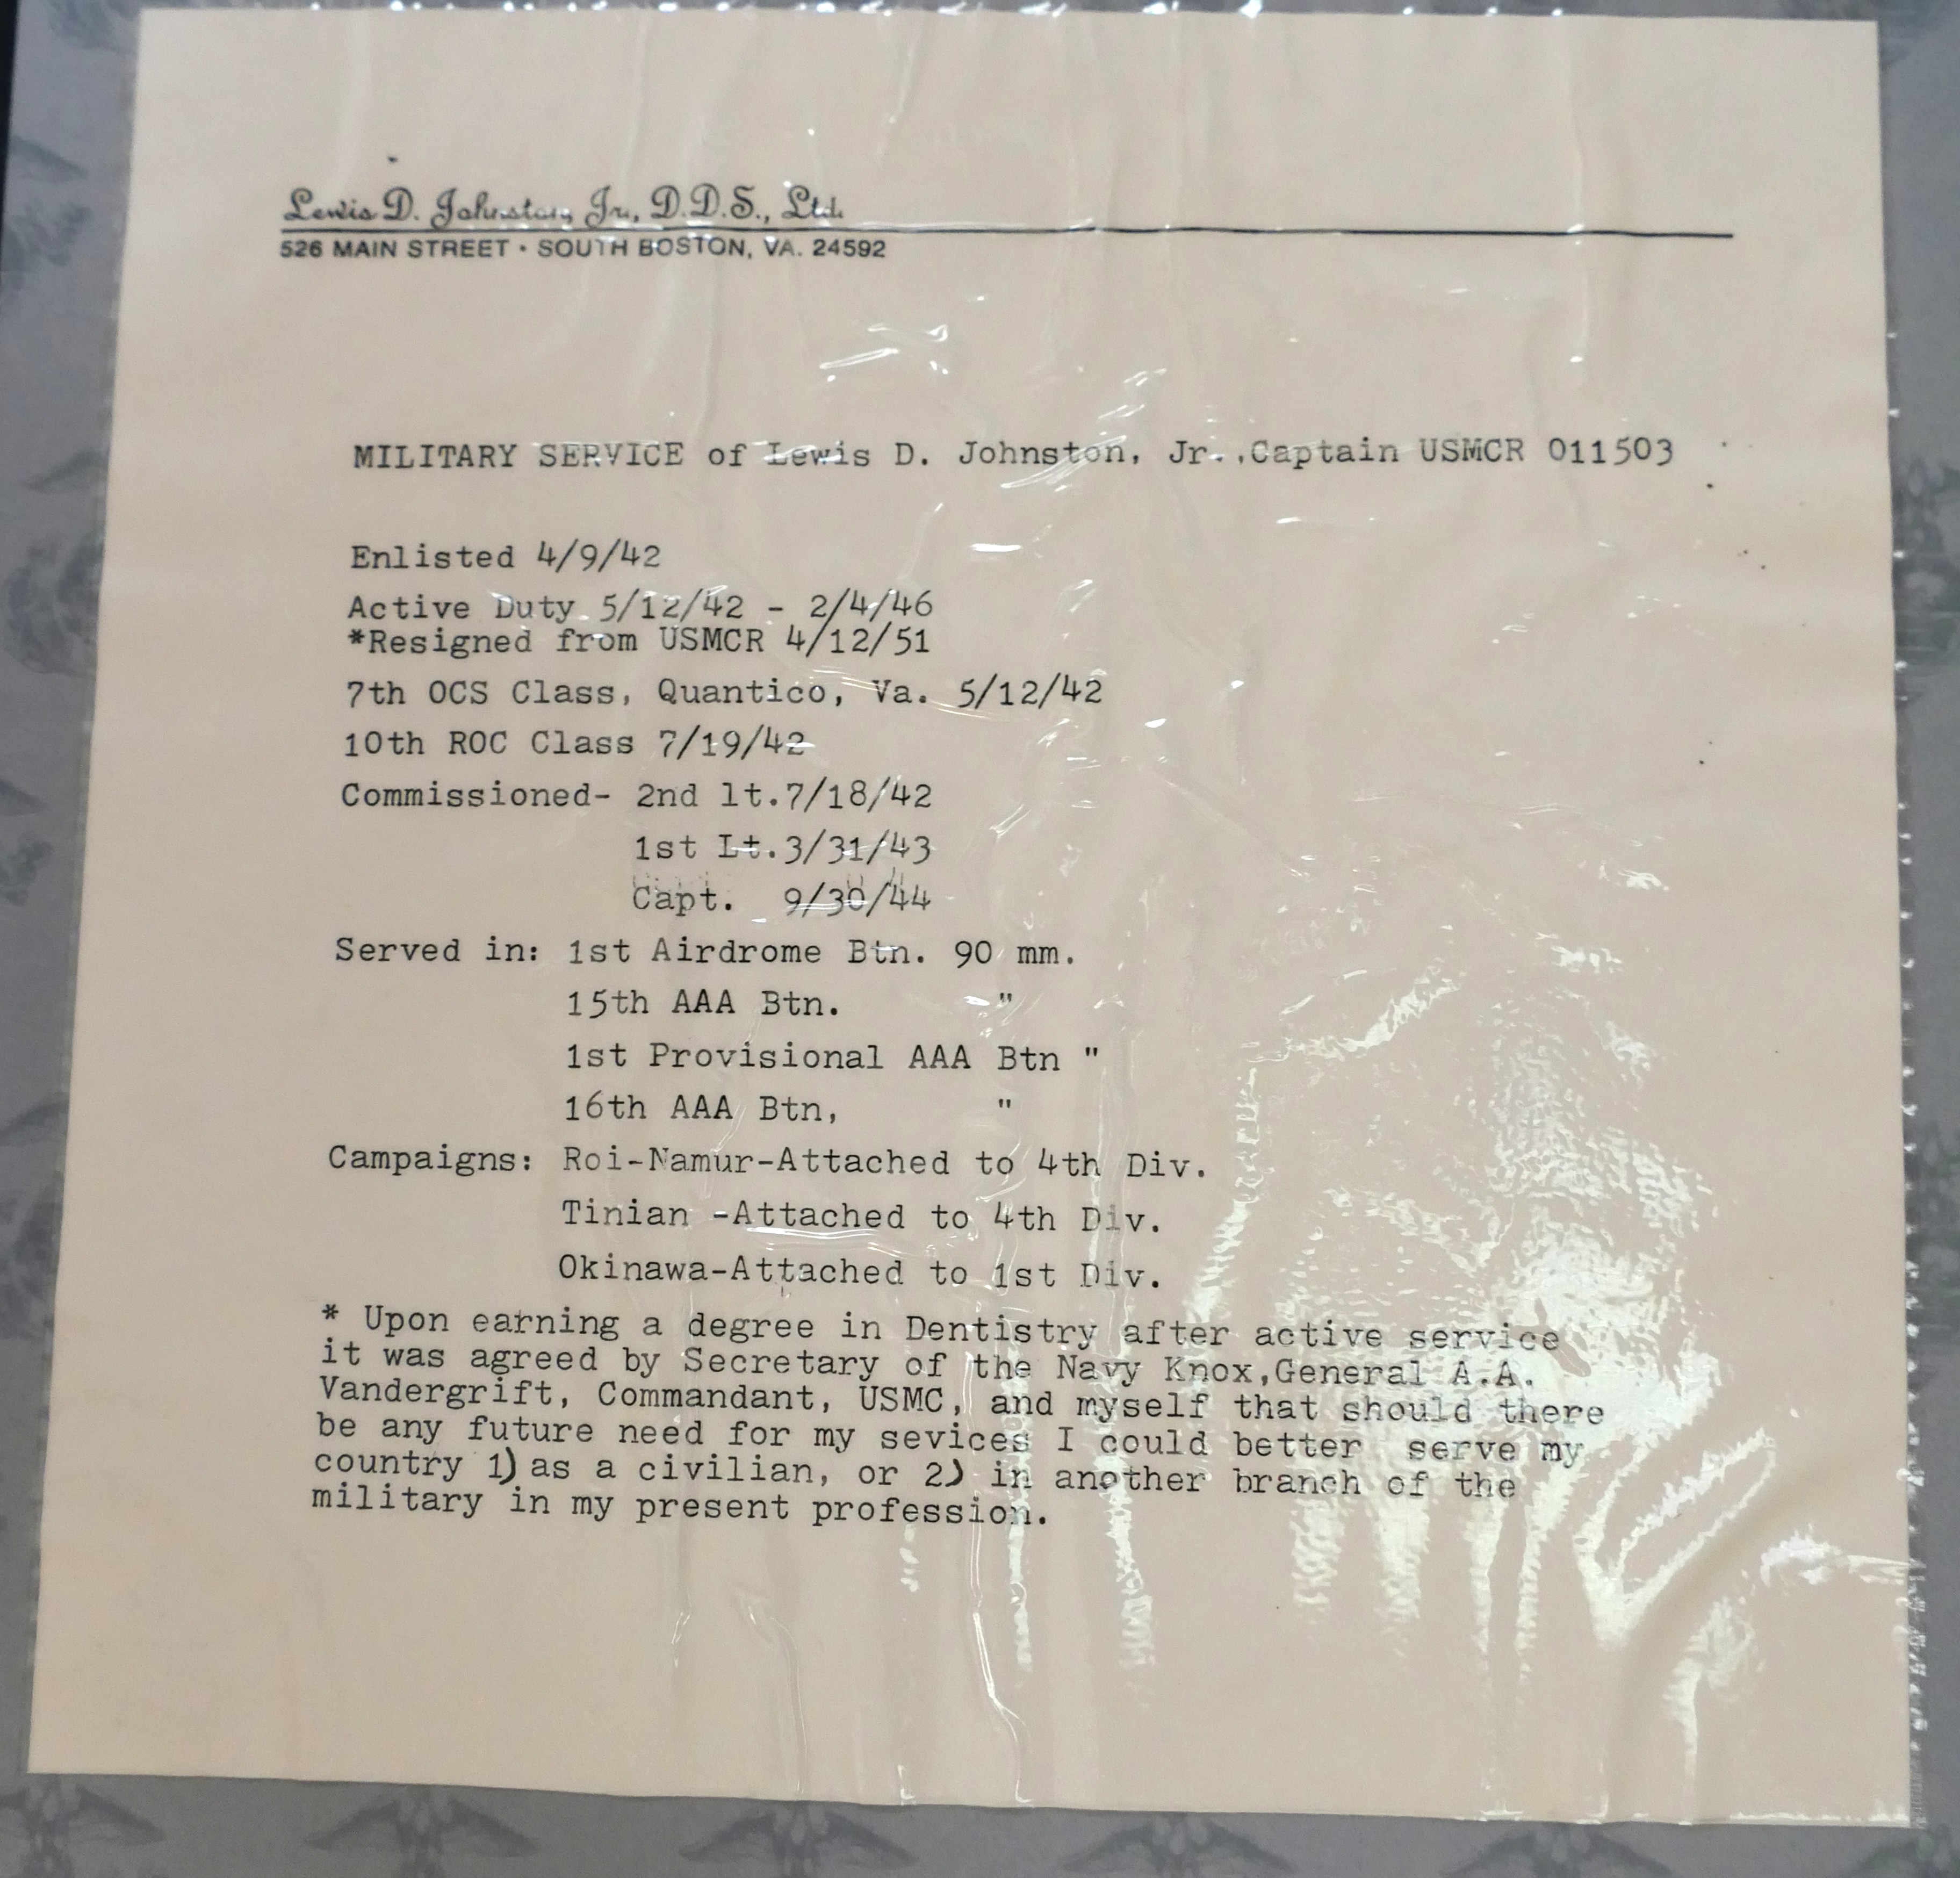 Lewis D. Johnston, Jr., D.D.S., Ltd.
526 MAIN STREET · SOUTH BOSTON, VA. 24592
MILITARY SERVICE of Lewis D. Johnston, Jr.,Captain USMCR 011503
Enlisted 4/9/42
Active Duty 5/12/42 - 2/4/46
*Resigned from USMCR 4/12/51
7th OCS Class, Quantico, Va. 5/12/42
10th ROC Class 7/19/42
Commissioned- 2nd lt.7/18/42
1st Lt.3/31/43
Capt. 9/30/44
Served in: 1st Airdrome Btn. 90 mm.
15th AAA Btn. "
1st Provisional AAA Btn "
16th AAA Btn, "
Campaigns: Roi-Namur-Attached to 4th Div.
Tinian -Attached to 4th Div.
Okinawa-Attached to 1st Div.
* Upon earning a degree in Dentistry after active service
it was agreed by Secretary of the Navy Knox,General A.A.
Vandergrift, Commandant, USMC, and myself that should there
be any future need for my sevices I could better serve my
country 1) as a civilian, or 2) in another branch of the
military in my present profession.